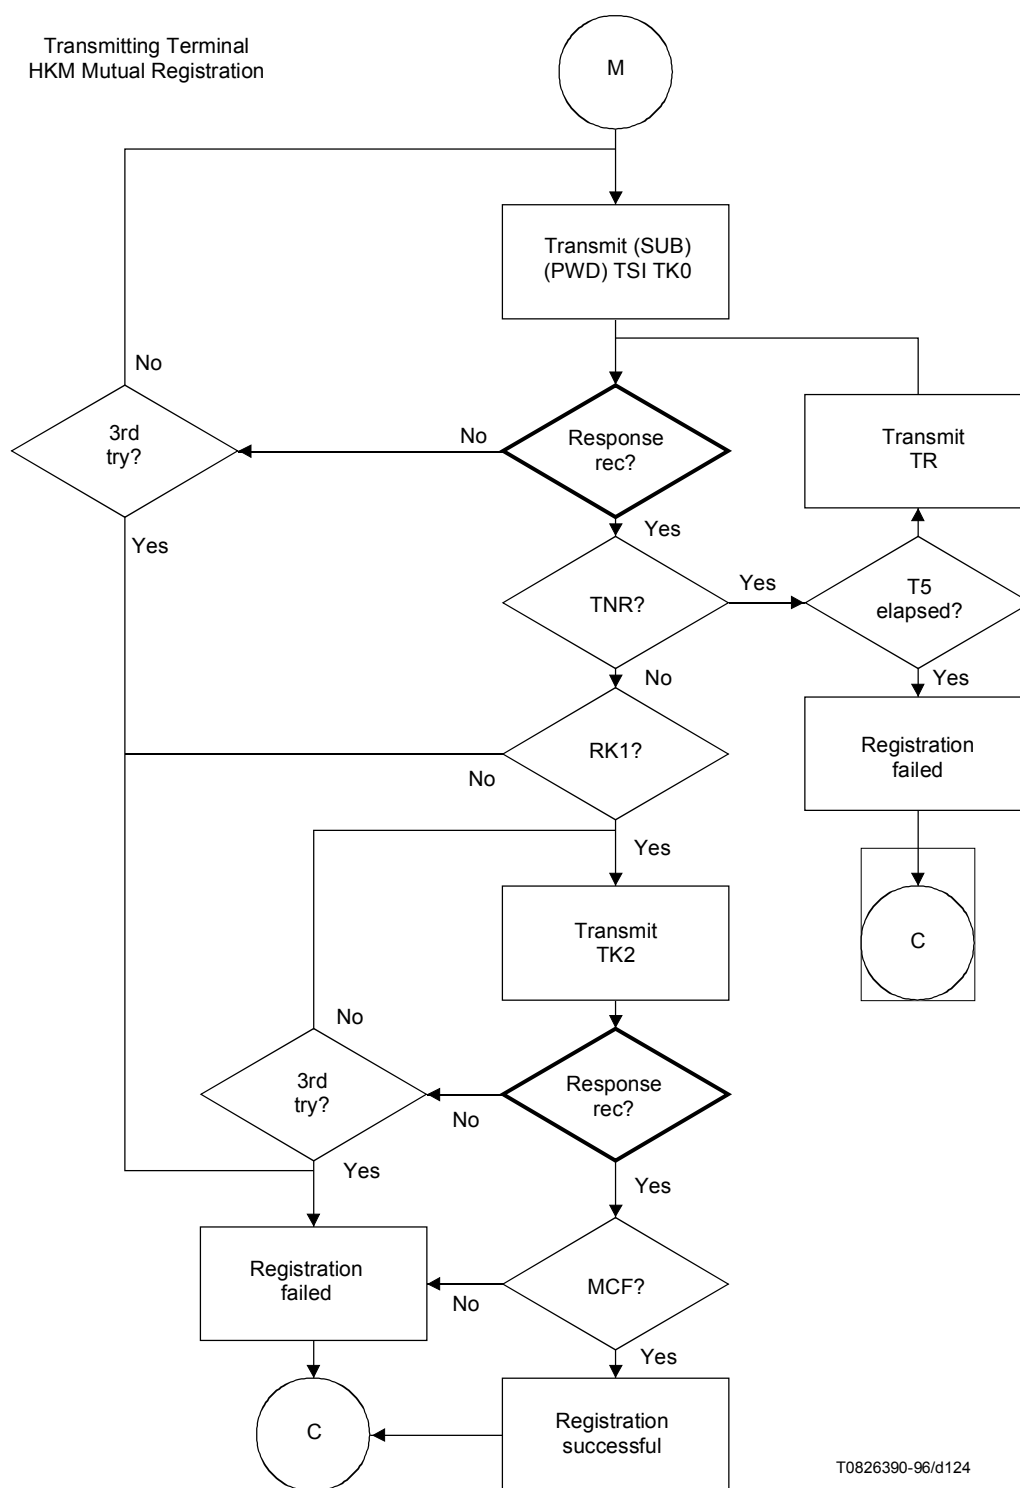 Transmitting Terminal
HKM Mutual Registration
M
Transmit (SUB)
(PWD) TSI TK0
No
3rd
try?
No
Response
rec?
Transmit
TR
Yes
Yes
TNR?
Yes
T5
elapsed?
No
Yes
RK1?
No
Registration
failed
Yes
Transmit
TK2
C
No
3rd
try?
No
Response
rec?
Yes
Yes
Registration
failed
No
MCF?
Yes
C
Registration
successful
T0826390-96/d124